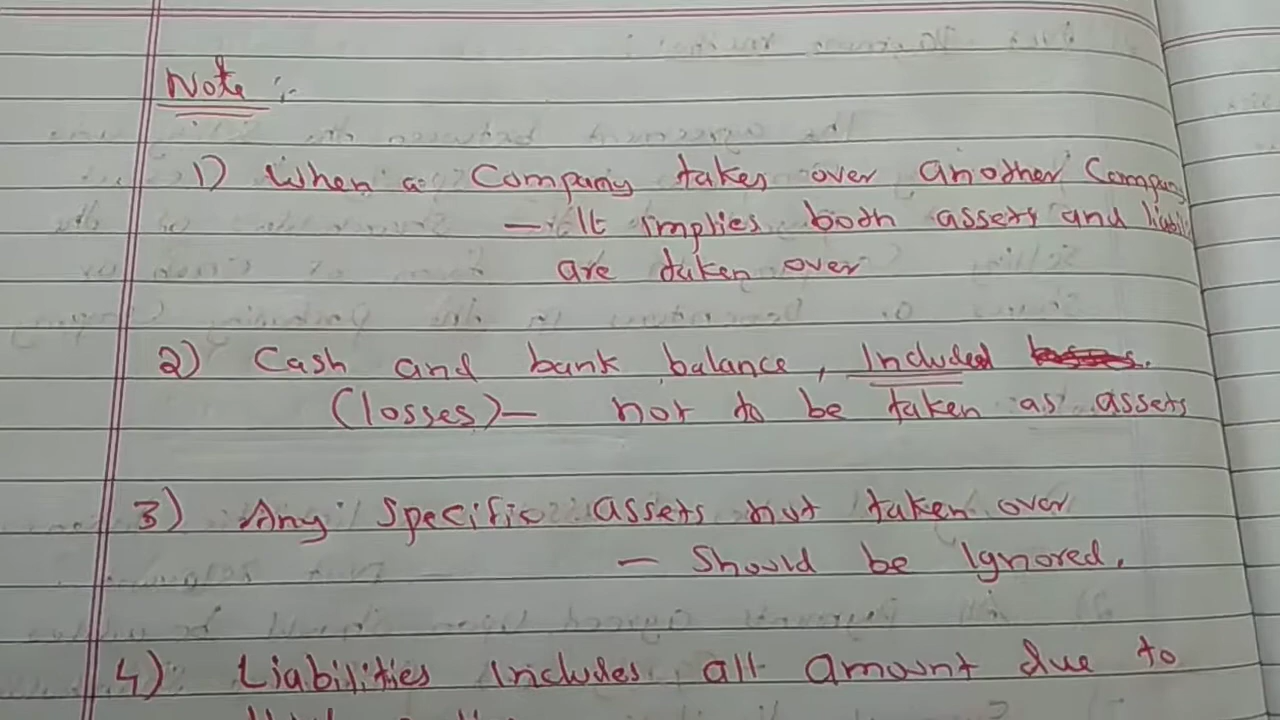 Note :-
1) When a Company takes over another Company
— It implies both assets and
are taken over
2) Cash and bank balance, Included
(losses) — not to be taken as assets
3) Any Specific assets not taken over
— Should be Ignored.
4) Liabilities Includes all amount due to